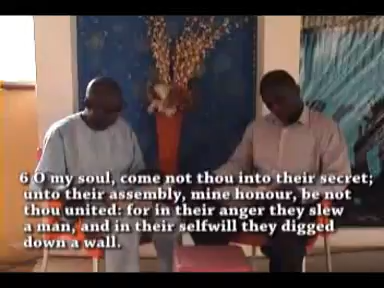 6 O my soul, come not thou into their secret;
unto their assembly, mine honour, be not
thou united: for in their anger they slew
a man, and in their selfwill they digged
down a wall.